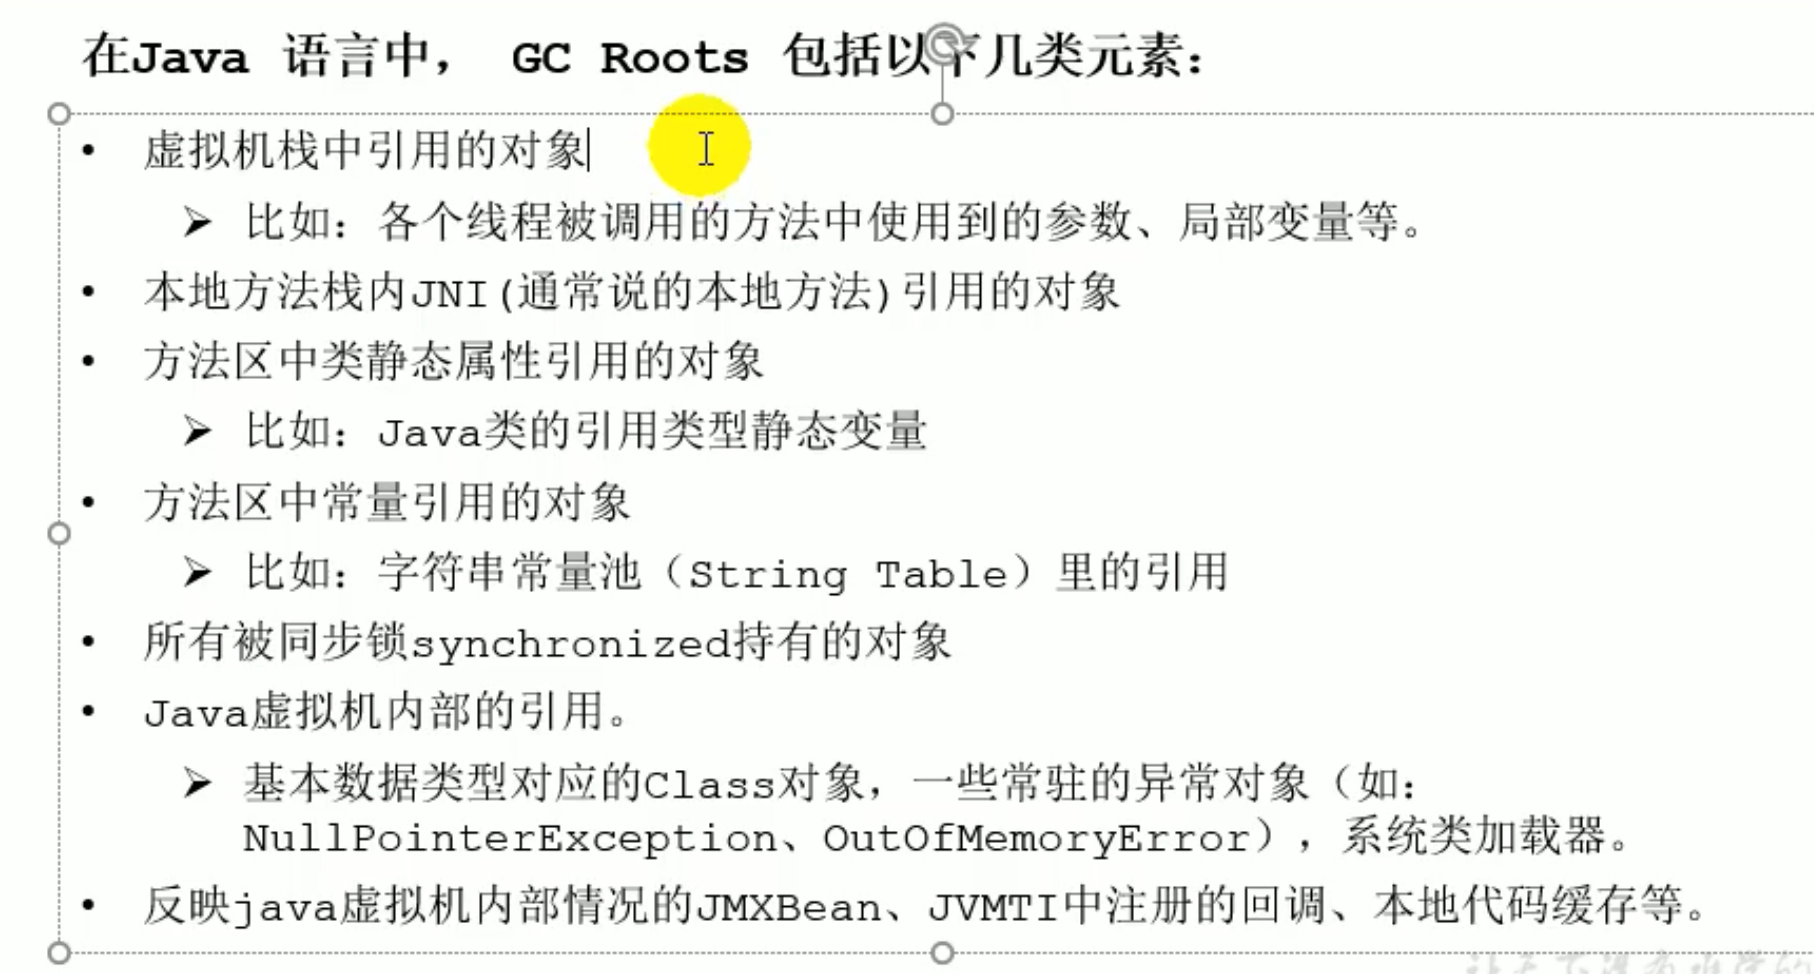 在Java 语言中， GC Roots 包括以下几类元素：
• 虚拟机栈中引用的对象
➢ 比如：各个线程被调用的方法中使用到的参数、局部变量等。
• 本地方法栈内JNI(通常说的本地方法)引用的对象
• 方法区中类静态属性引用的对象
➢ 比如：Java类的引用类型静态变量
• 方法区中常量引用的对象
➢ 比如：字符串常量池（String Table）里的引用
• 所有被同步锁synchronized持有的对象
• Java虚拟机内部的引用。
➢ 基本数据类型对应的Class对象，一些常驻的异常对象（如：
NullPointerException、OutOfMemoryError），系统类加载器。
• 反映java虚拟机内部情况的JMXBean、JVMTI中注册的回调、本地代码缓存等。